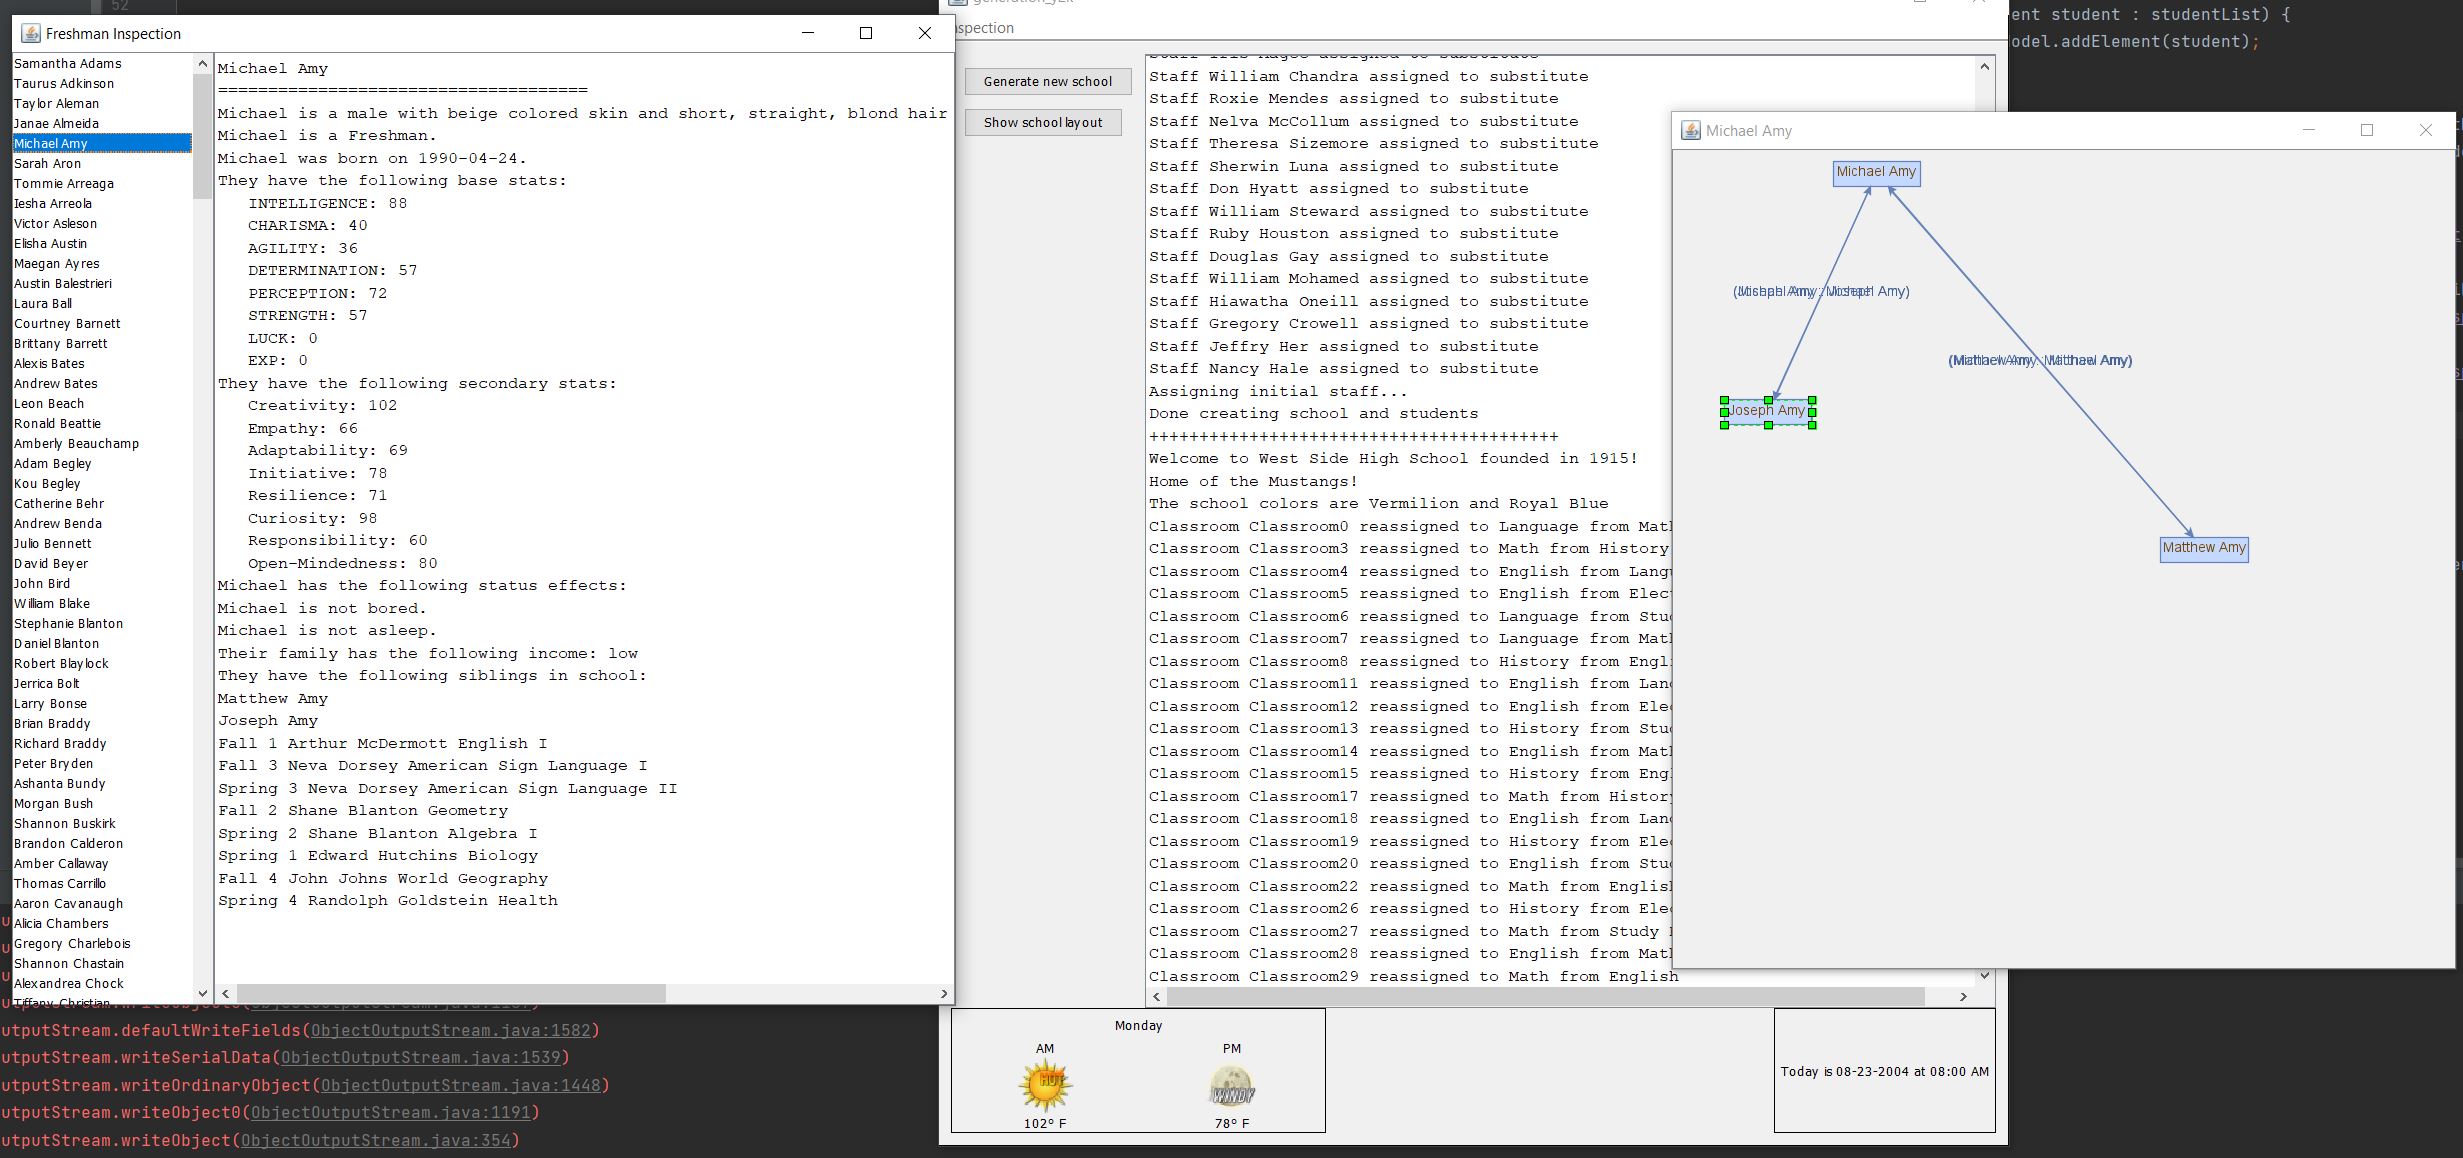 52
Freshman Inspection
Samantha Adams
Taurus Adkinson
Taylor Aleman
Janae Almeida
Michael Amy
Sarah Aron
Tommie Arreaga
Iesha Arreola
Victor Asleson
Elisha Austin
Maegan Ayres
Austin Balestrieri
Laura Ball
Courtney Barnett
Brittany Barrett
Alexis Bates
Andrew Bates
Leon Beach
Ronald Beattie
Amberly Beauchamp
Adam Begley
Kou Begley
Catherine Behr
Andrew Benda
Julio Bennett
David Beyer
John Bird
William Blake
Stephanie Blanton
Daniel Blanton
Robert Blaylock
Jerrica Bolt
Larry Bonse
Brian Braddy
Richard Braddy
Peter Bryden
Ashanta Bundy
Morgan Bush
Shannon Buskirk
Brandon Calderon
Amber Callaway
Thomas Carrillo
Aaron Cavanaugh
Alicia Chambers
Gregory Charlebois
Shannon Chastain
Alexandrea Chock
Tiffany Christian
Michael Amy
=====================================
Michael is a male with beige colored skin and short, straight, blond hair
Michael is a Freshman.
Michael was born on 1990-04-24.
They have the following base stats:
INTELLIGENCE: 88
CHARISMA: 40
AGILITY: 36
DETERMINATION: 57
PERCEPTION: 72
STRENGTH: 57
LUCK: 0
EXP: 0
They have the following secondary stats:
Creativity: 102
Empathy: 66
Adaptability: 69
Initiative: 78
Resilience: 71
Curiosity: 98
Responsibility: 60
Open-Mindedness: 80
Michael has the following status effects:
Michael is not bored.
Michael is not asleep.
Their family has the following income: low
They have the following siblings in school:
Matthew Amy
Joseph Amy
Fall 1 Arthur McDermott English I
Fall 3 Neva Dorsey American Sign Language I
Spring 3 Neva Dorsey American Sign Language II
Fall 2 Shane Blanton Geometry
Spring 2 Shane Blanton Algebra I
Spring 1 Edward Hutchins Biology
Fall 4 John Johns World Geography
Spring 4 Randolph Goldstein Health
generation_y2k
nspection
Generate new school
Show school layout
Staff William Chandra assigned to substitute
Staff Roxie Mendes assigned to substitute
Staff Nelva McCollum assigned to substitute
Staff Theresa Sizemore assigned to substitute
Staff Sherwin Luna assigned to substitute
Staff Don Hyatt assigned to substitute
Staff William Steward assigned to substitute
Staff Ruby Houston assigned to substitute
Staff Douglas Gay assigned to substitute
Staff William Mohamed assigned to substitute
Staff Hiawatha Oneill assigned to substitute
Staff Gregory Crowell assigned to substitute
Staff Jeffry Her assigned to substitute
Staff Nancy Hale assigned to substitute
Assigning initial staff...
Done creating school and students
+++++++++++++++++++++++++++++++++++++++++
Welcome to West Side High School founded in 1915!
Home of the Mustangs!
The school colors are Vermilion and Royal Blue
Classroom Classroom0 reassigned to Language from Mat
Classroom Classroom3 reassigned to Math from History
Classroom Classroom4 reassigned to English from Lang
Classroom Classroom5 reassigned to English from Elec
Classroom Classroom6 reassigned to Language from Stu
Classroom Classroom7 reassigned to Language from Mat
Classroom Classroom8 reassigned to History from Engl
Classroom Classroom11 reassigned to English from Lan
Classroom Classroom12 reassigned to English from Ele
Classroom Classroom13 reassigned to History from Stu
Classroom Classroom14 reassigned to English from Mat
Classroom Classroom15 reassigned to History from Eng
Classroom Classroom17 reassigned to Math from History
Classroom Classroom18 reassigned to English from Lan
Classroom Classroom19 reassigned to History from Ele
Classroom Classroom20 reassigned to English from Stu
Classroom Classroom22 reassigned to Math from English
Classroom Classroom26 reassigned to History from Ele
Classroom Classroom27 reassigned to Math from Study
Classroom Classroom28 reassigned to English from Mat
Classroom Classroom29 reassigned to Math from English
Monday
AM
PM
HOT
WINDY
102° F
78° F
Today is 08-23-2004 at 08:00 AM
ent student : studentList) {
odel.addElement(student);
Michael Amy
Michael Amy
Joseph Amy
Matthew Amy
utputStream.defaultWriteFields(ObjectOutputStream.java:1582)
utputStream.writeSerialData(ObjectOutputStream.java:1539)
utputStream.writeOrdinaryObject(ObjectOutputStream.java:1448)
utputStream.writeObject0(ObjectOutputStream.java:1191)
utputStream.writeObject(ObjectOutputStream.java:354)